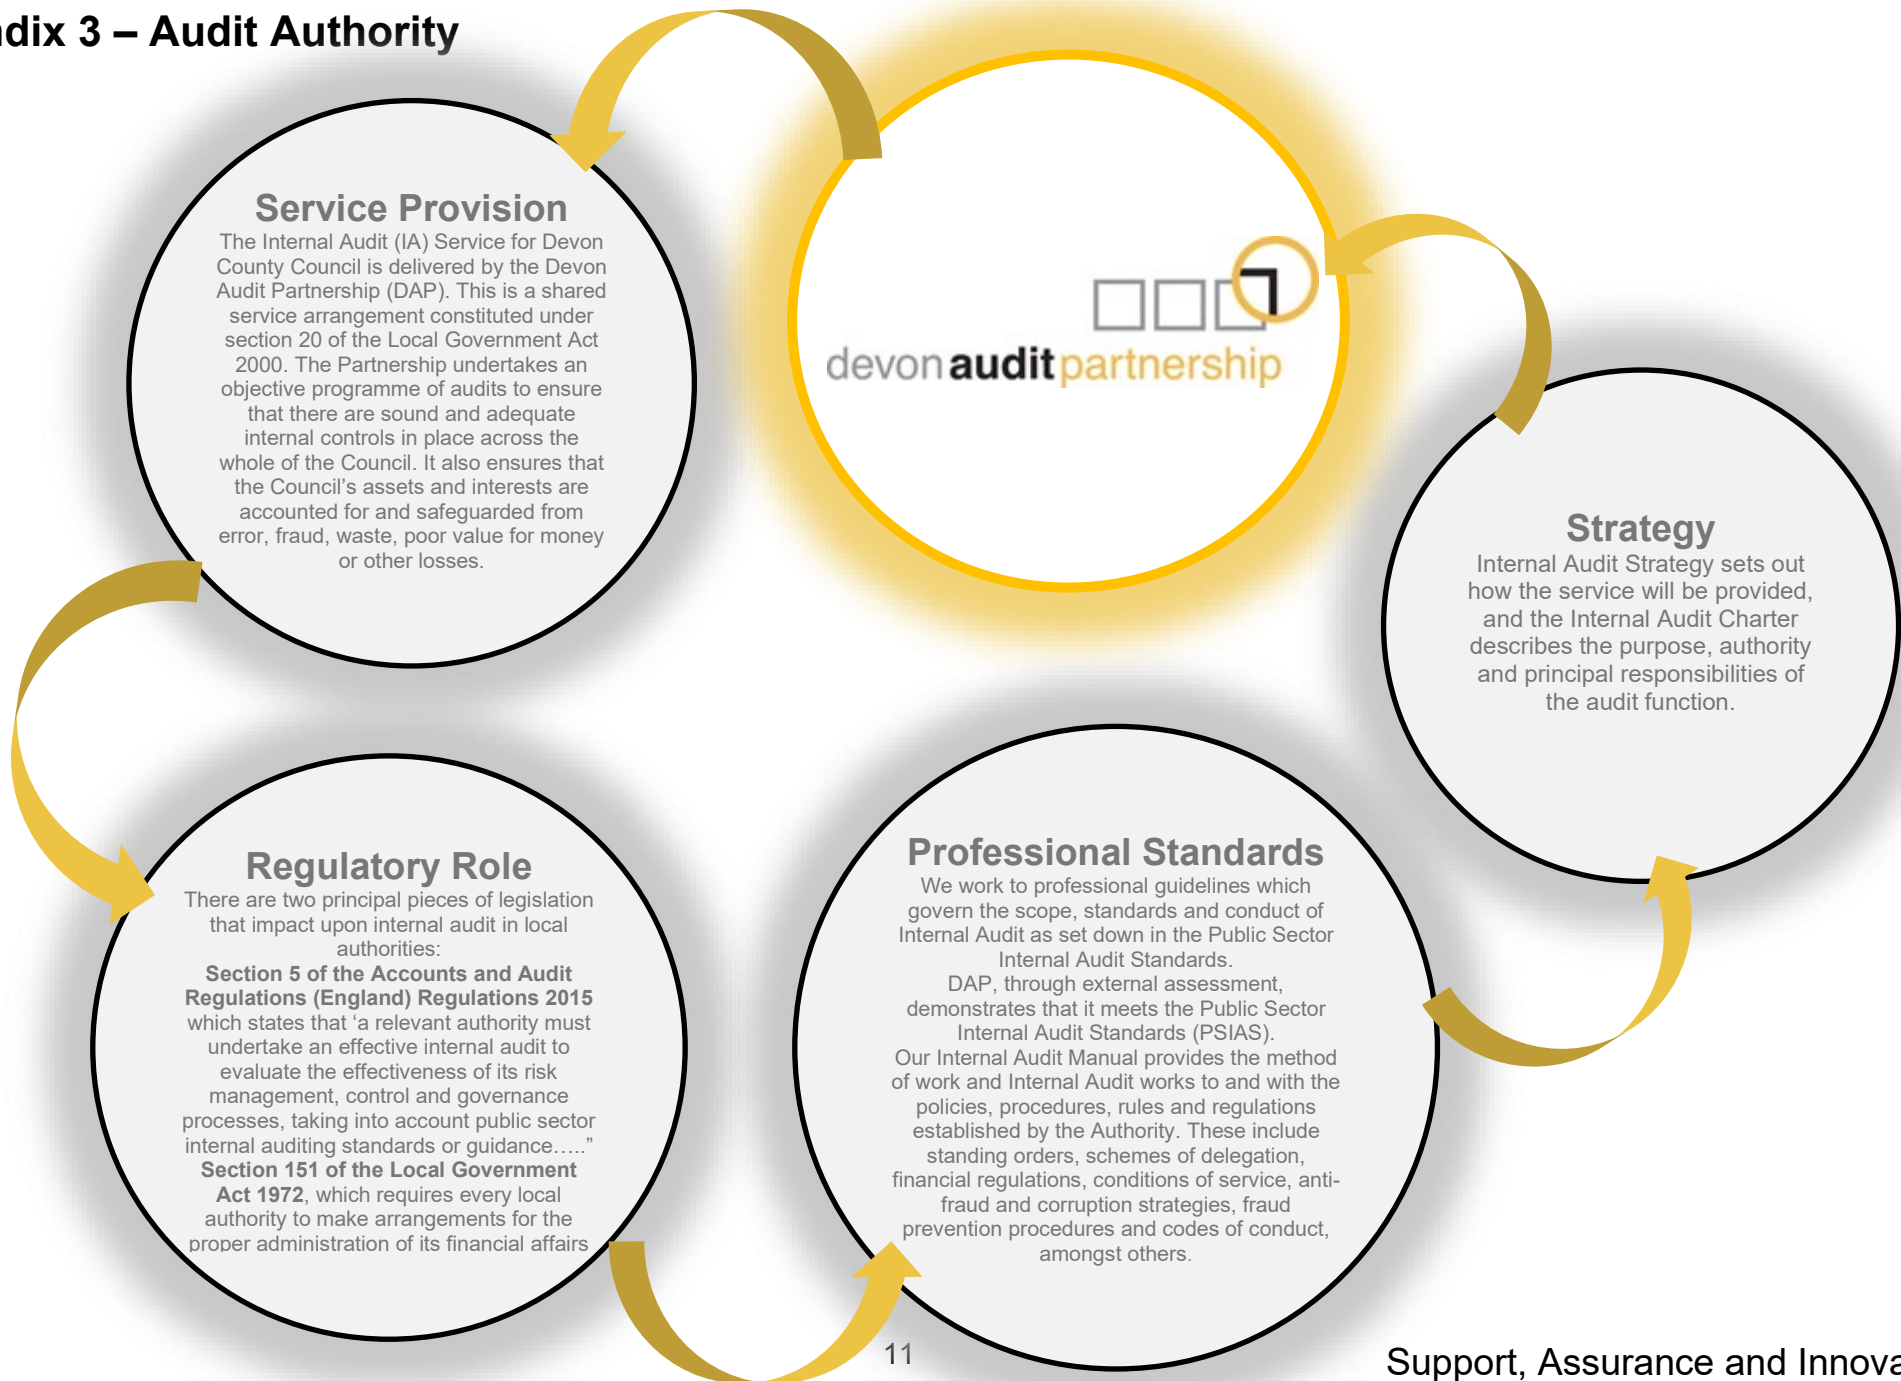 ndix 3 – Audit Authority
Service Provision
The Internal Audit (IA) Service for Devon
County Council is delivered by the Devon
Audit Partnership (DAP). This is a shared
service arrangement constituted under
section 20 of the Local Government Act
2000. The Partnership undertakes an
objective programme of audits to ensure
that there are sound and adequate
internal controls in place across the
whole of the Council. It also ensures that
the Council’s assets and interests are
accounted for and safeguarded from
error, fraud, waste, poor value for money
or other losses.
devonauditpartnership
Strategy
Internal Audit Strategy sets out
how the service will be provided,
and the Internal Audit Charter
describes the purpose, authority
and principal responsibilities of
the audit function.
Regulatory Role
There are two principal pieces of legislation
that impact upon internal audit in local
authorities:
Section 5 of the Accounts and Audit
Regulations (England) Regulations 2015
which states that ‘a relevant authority must
undertake an effective internal audit to
evaluate the effectiveness of its risk
management, control and governance
processes, taking into account public sector
internal auditing standards or guidance…..”
Section 151 of the Local Government
Act 1972, which requires every local
authority to make arrangements for the
proper administration of its financial affairs
Professional Standards
We work to professional guidelines which
govern the scope, standards and conduct of
Internal Audit as set down in the Public Sector
Internal Audit Standards.
DAP, through external assessment,
demonstrates that it meets the Public Sector
Internal Audit Standards (PSIAS).
Our Internal Audit Manual provides the method
of work and Internal Audit works to and with the
policies, procedures, rules and regulations
established by the Authority. These include
standing orders, schemes of delegation,
financial regulations, conditions of service, anti-
fraud and corruption strategies, fraud
prevention procedures and codes of conduct,
amongst others.
11
Support, Assurance and Innova